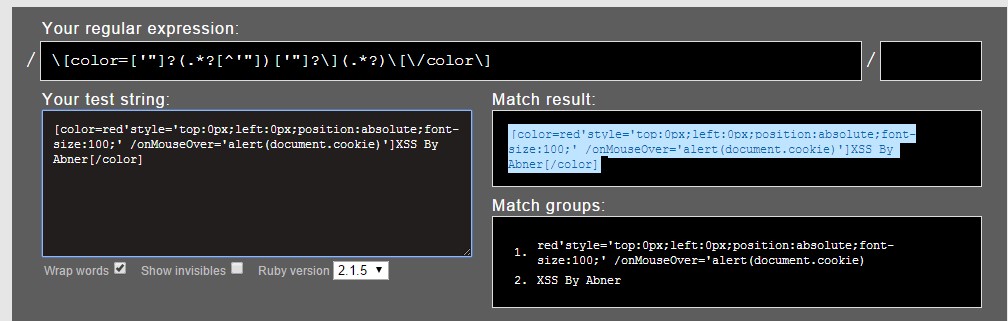 Your regular expression:
/ \[color=['"]?(.*?[^'"])['"]?\](.*?)\[\/color\] /
Your test string:
[color=red'style='top:0px;left:0px;position:absolute;font-
size:100;' /onMouseOver='alert(document.cookie)']XSS By
Abner[/color]
Wrap words Show invisibles Ruby version 2.1.5
Match result:
[color=red'style='top:0px;left:0px;position:absolute;font-
size:100;' /onMouseOver='alert(document.cookie)']XSS By
Abner[/color]
Match groups:
1. red'style='top:0px;left:0px;position:absolute;font-
size:100;' /onMouseOver='alert(document.cookie)
2. XSS By Abner